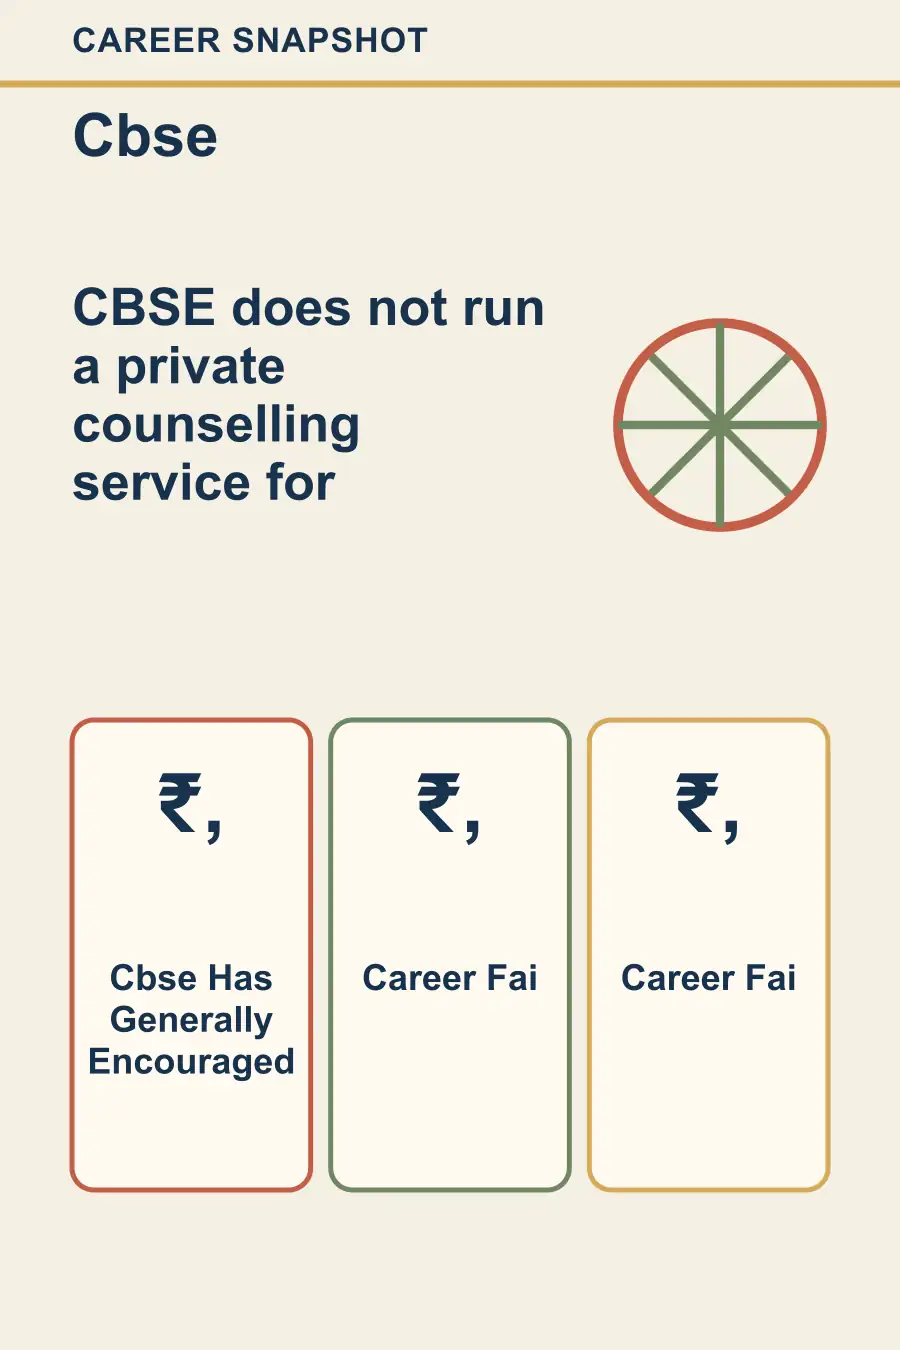 CAREER SNAPSHOT
Cbse
CBSE does not run
a private
counselling
service for
₹,
₹,
₹,
Cbse Has
Generally
Encouraged
Career Fai
Career Fai